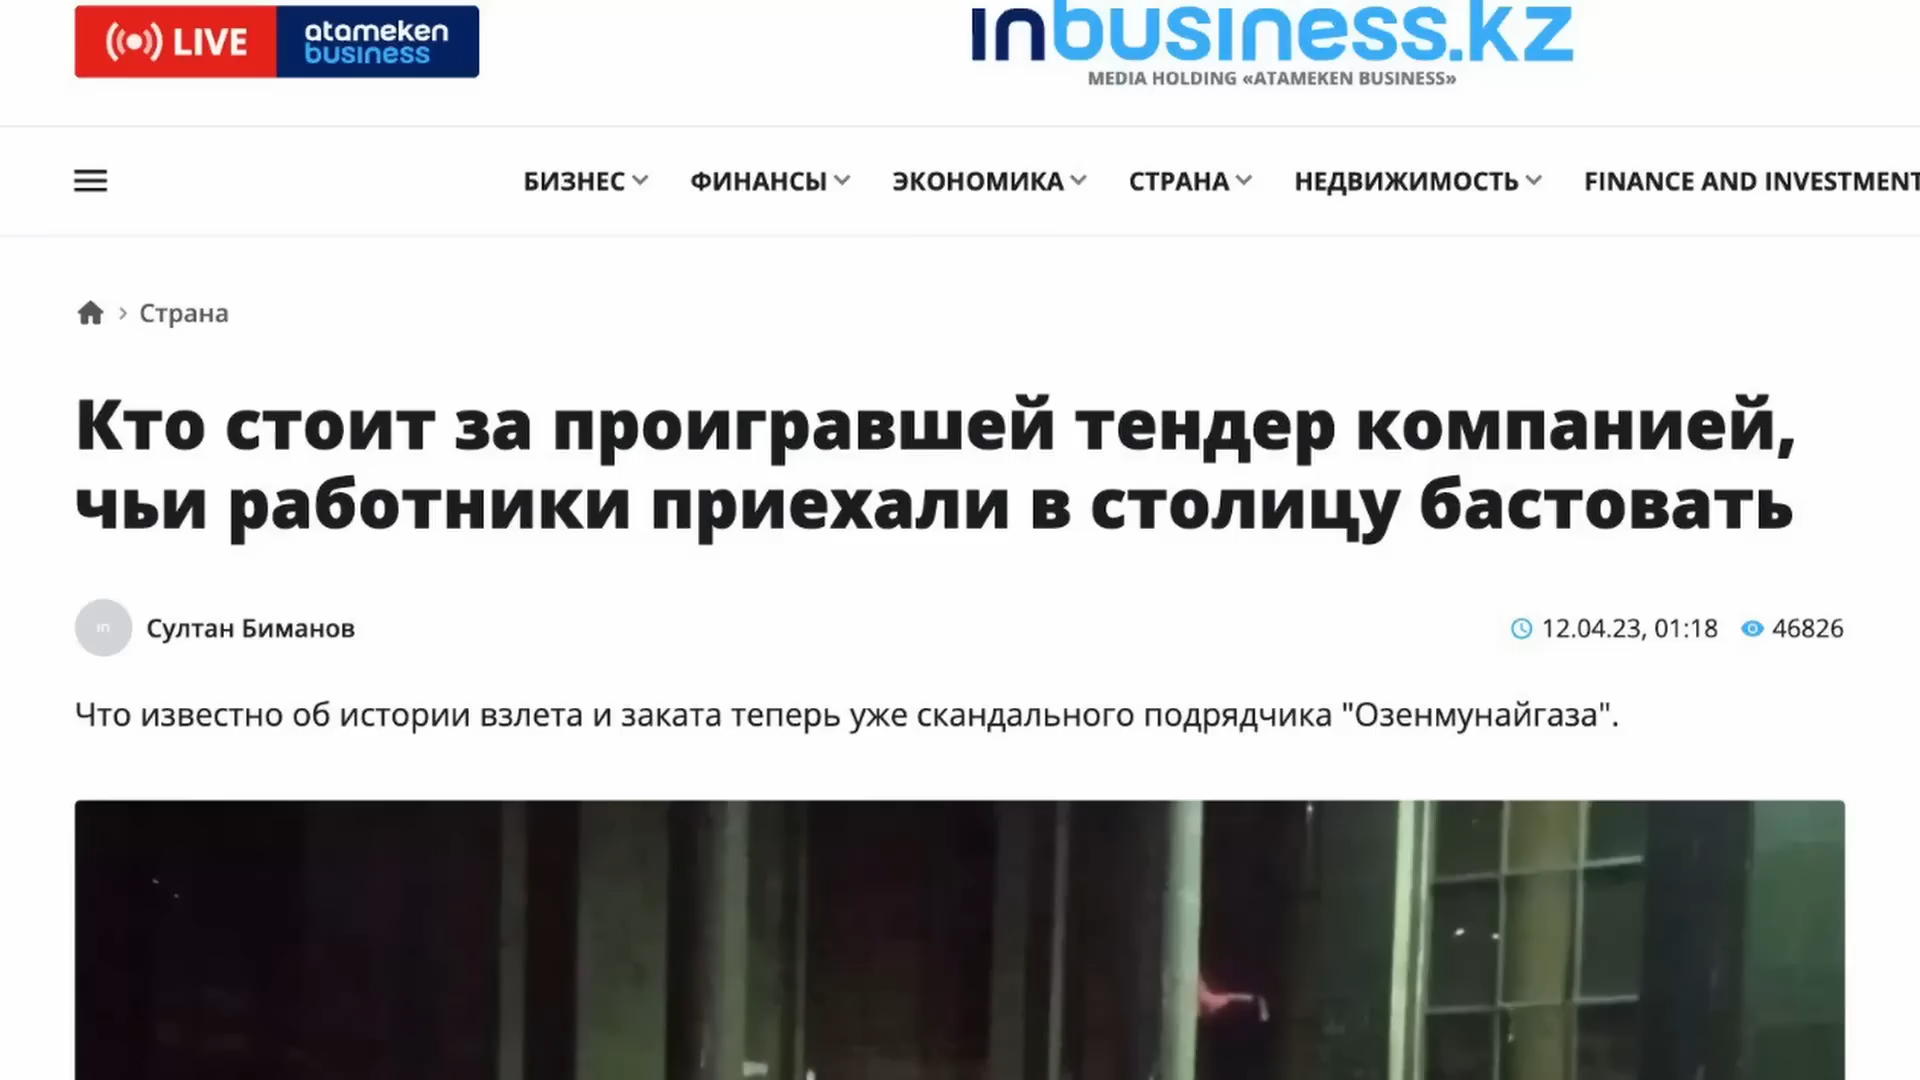 LIVE
atameken
business
inbusiness.kz
MEDIA HOLDING «ATAMEKEN BUSINESS»
БИЗНЕС ФИНАНСЫ ЭКОНОМИКА СТРАНА НЕДВИЖИМОСТЬ FINANCE AND INVESTMENT
Страна
Кто стоит за проигравшей тендер компанией,
чьи работники приехали в столицу бастовать
in
Султан Биманов
12.04.23, 01:18 46826
Что известно об истории взлета и заката теперь уже скандального подрядчика "Озенмунайгаза".